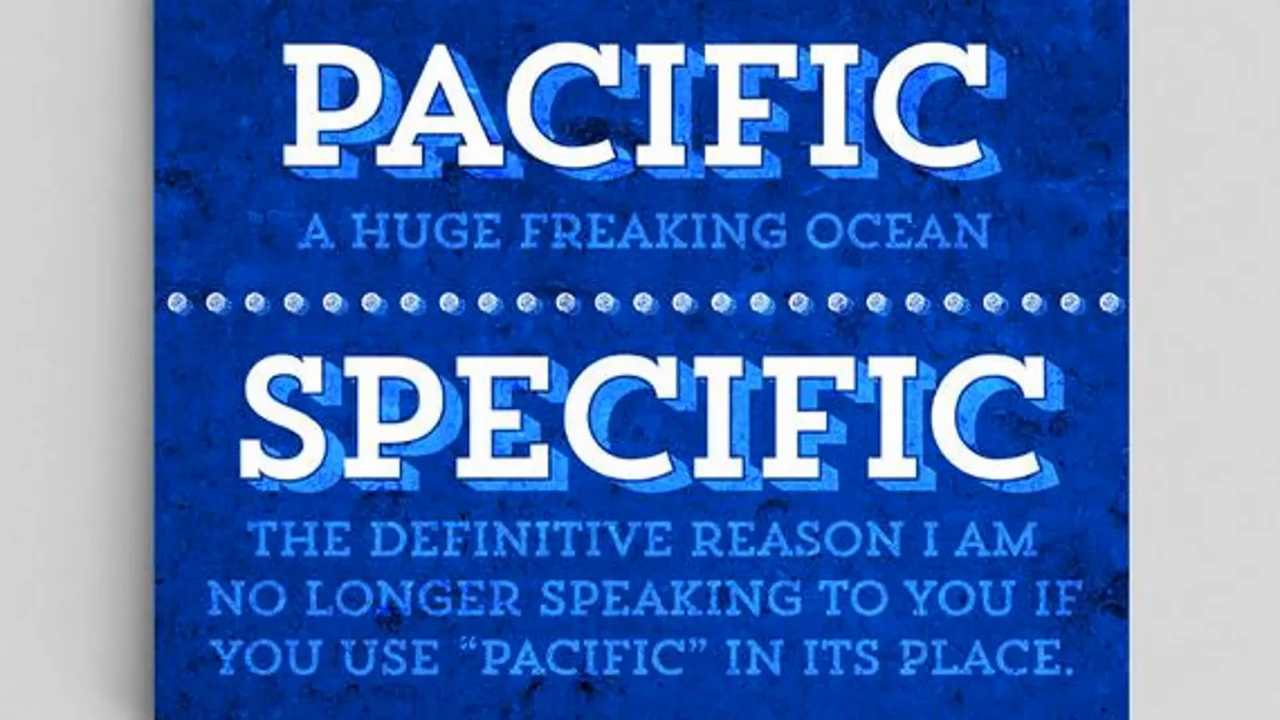 PACIFIC
A HUGE FREAKING OCEAN
SPECIFIC
THE DEFINITIVE REASON I AM
NO LONGER SPEAKING TO YOU IF
YOU USE “PACIFIC” IN ITS PLACE.